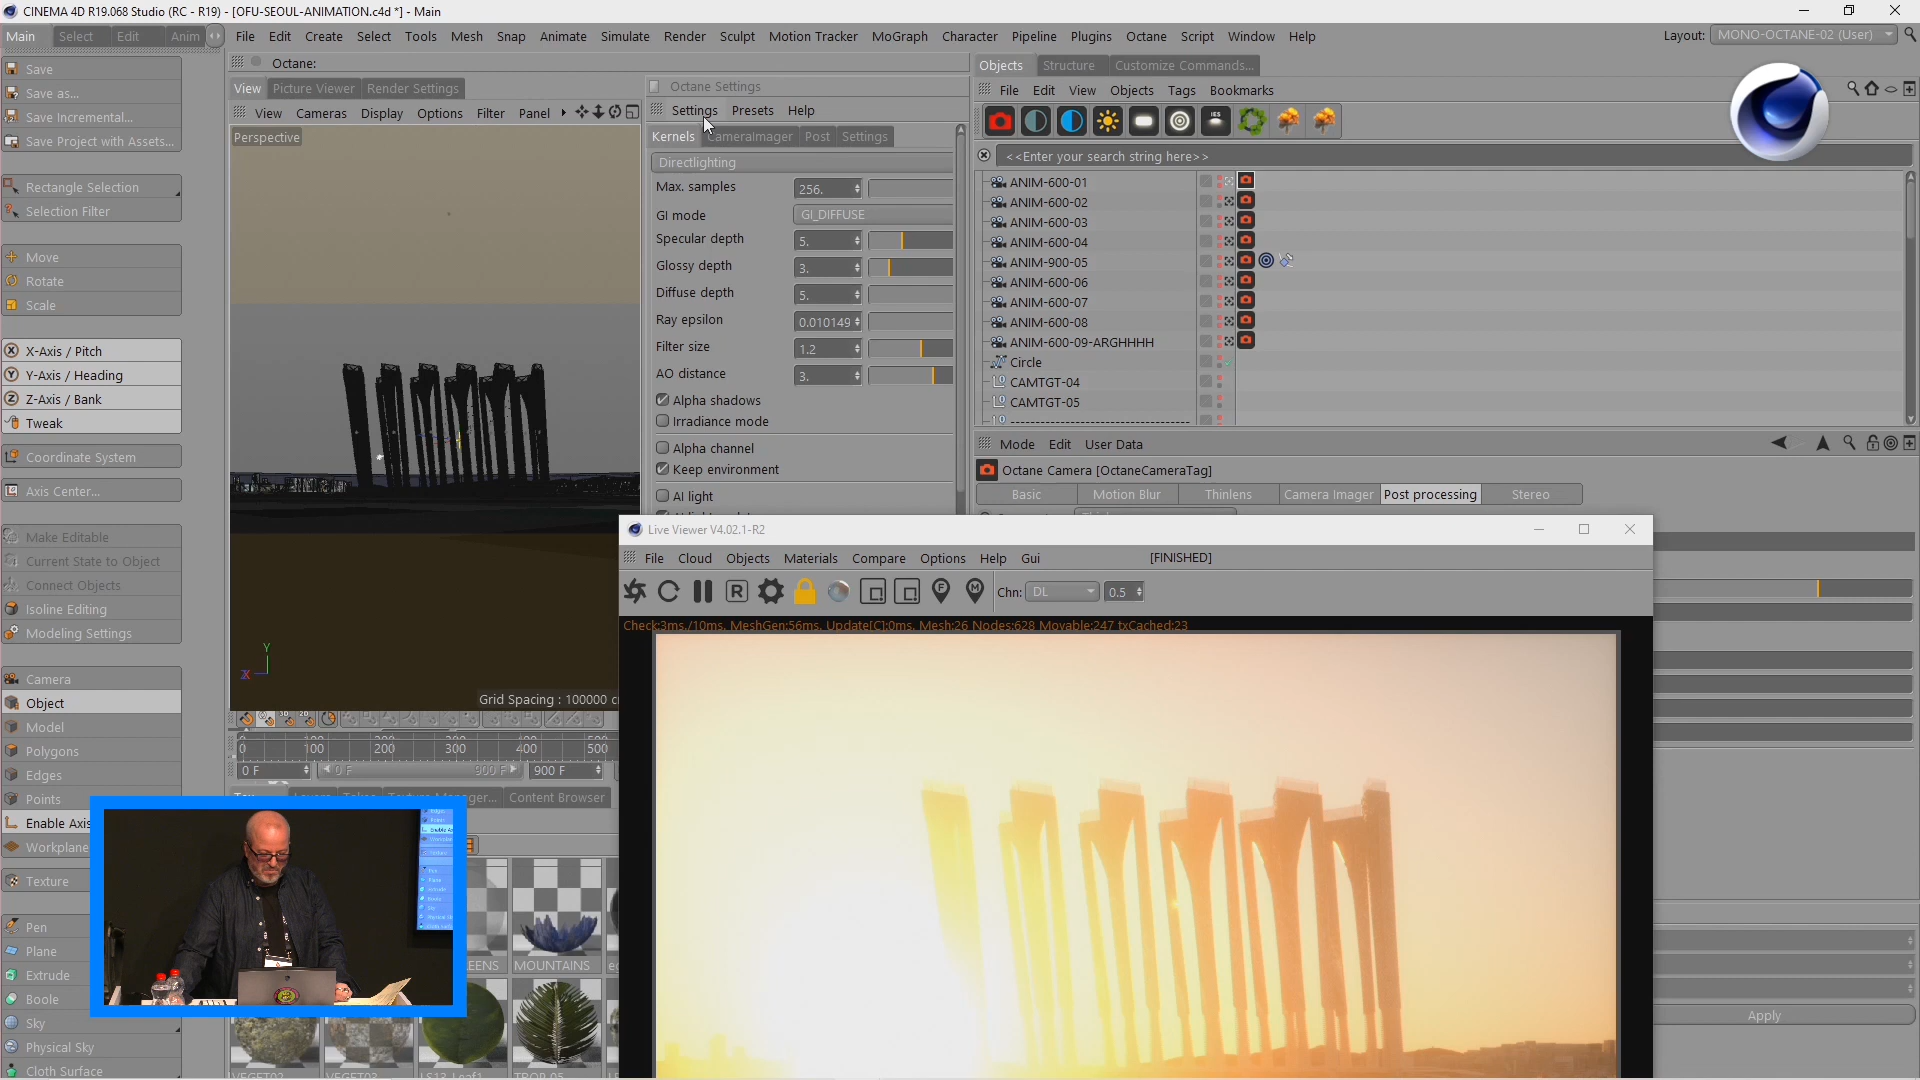 CINEMA 4D R19.068 Studio (RC - R19) - [OFU-SEOUL-ANIMATION.c4d *] - Main
Main Select Edit Anim
File Edit Create Select Tools Mesh Snap Animate Simulate Render Sculpt Motion Tracker MoGraph Character Pipeline Plugins Octane Script Window Help
Layout: MONO-OCTANE-02 (User)
Save
Save as...
Save Incremental...
Save Project with Assets...
Rectangle Selection
Selection Filter
Move
Rotate
Scale
X-Axis / Pitch
Y-Axis / Heading
Z-Axis / Bank
Tweak
Coordinate System
Axis Center...
Make Editable
Current State to Object
Connect Objects
Isoline Editing
Modeling Settings
Camera
Object
Model
Polygons
Edges
Points
Enable Axis
Workplane
Texture
Pen
Plane
Extrude
Boole
Sky
Physical Sky
Cloth Surface
Octane:
View Picture Viewer Render Settings
View Cameras Display Options Filter Panel
Perspective
Y
X
Grid Spacing : 100000 c
0 100 200 300 400 500
0 F 0 F 900 F 900 F
Content Browser
MOUNTAINS
Octane Settings
Settings Presets Help
Kernels CameraImager Post Settings
Directlighting
Max. samples 256.
GI mode GI_DIFFUSE
Specular depth 5.
Glossy depth 3.
Diffuse depth 5.
Ray epsilon 0.010149
Filter size 1.2
AO distance 3.
Alpha shadows
Irradiance mode
Alpha channel
Keep environment
AI light
Objects Structure Customize Commands...
File Edit View Objects Tags Bookmarks
IES
<<Enter your search string here>>
ANIM-600-01
ANIM-600-02
ANIM-600-03
ANIM-600-04
ANIM-900-05
ANIM-600-06
ANIM-600-07
ANIM-600-08
ANIM-600-09-ARGHHHH
Circle
CAMTGT-04
CAMTGT-05
Mode Edit User Data
Octane Camera [OctaneCameraTag]
Basic Motion Blur Thinlens Camera Imager Post processing Stereo
Apply
Live Viewer V4.02.1-R2
File Cloud Objects Materials Compare Options Help Gui [FINISHED]
R F M Chn: DL 0.5
Check:3ms./10ms. MeshGen:56ms. Update[C]:0ms. Mesh:26 Nodes:628 Movable:247 txCached:23